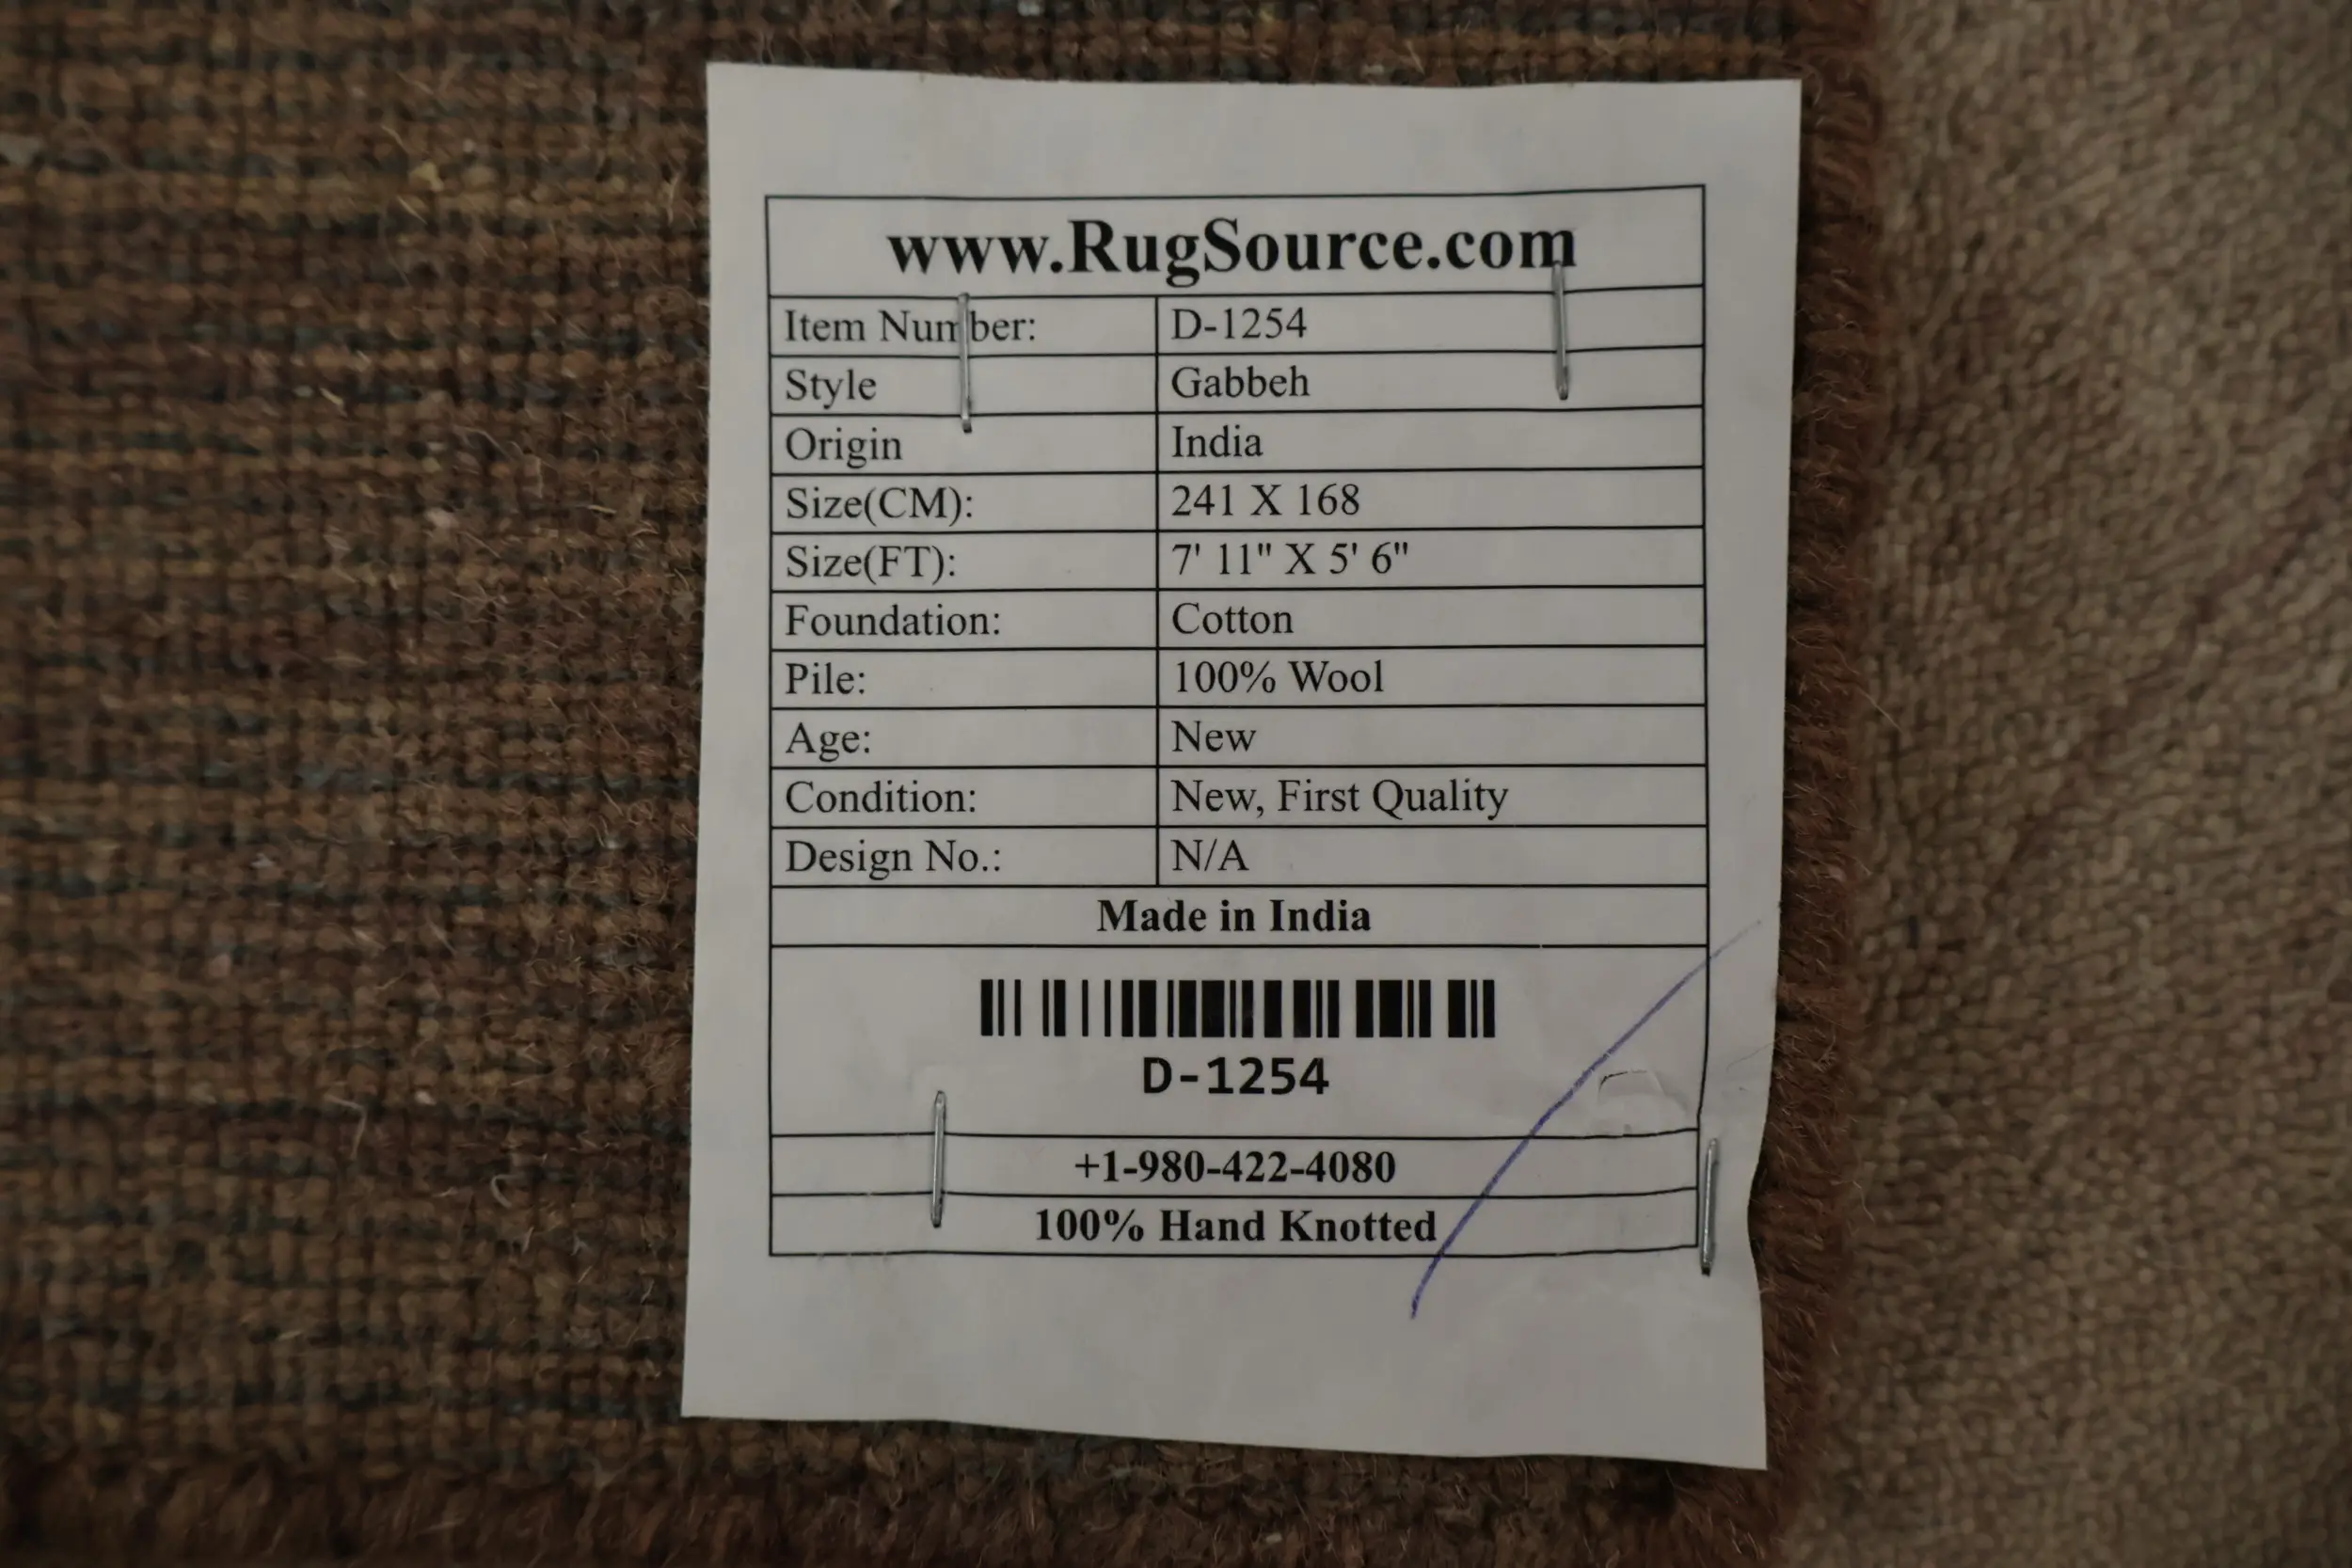 www.RugSource.com
Item Number: D-1254
Style Gabbeh
Origin India
Size(CM): 241 X 168
Size(FT): 7' 11" X 5' 6"
Foundation: Cotton
Pile: 100% Wool
Age: New
Condition: New, First Quality
Design No.: N/A
Made in India
D-1254
+1-980-422-4080
100% Hand Knotted